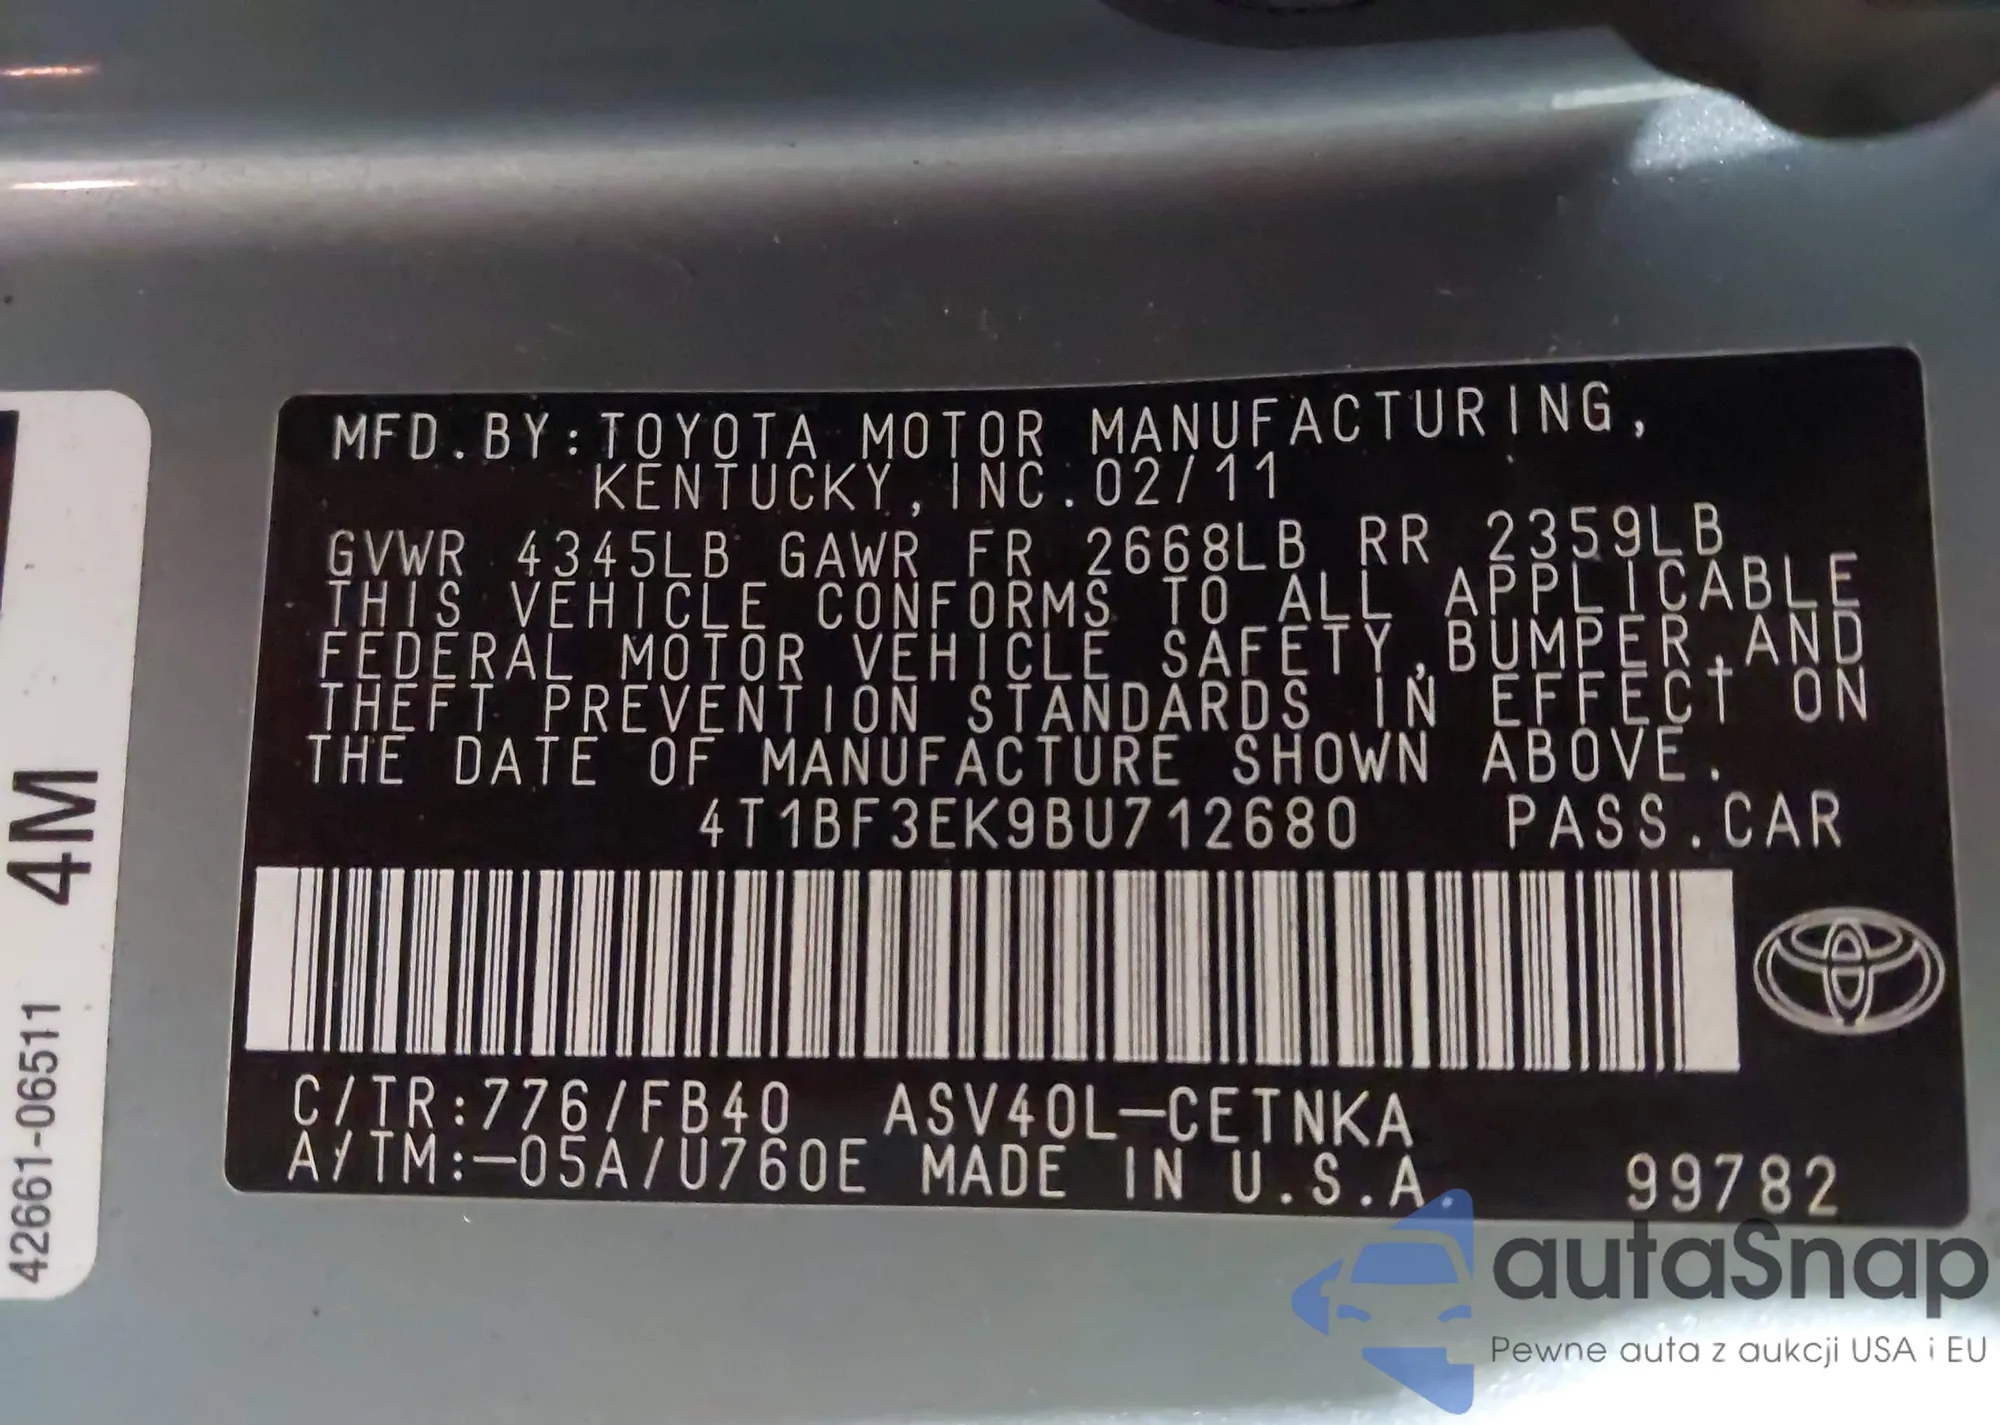 MFD.BY:TOYOTA MOTOR MANUFACTURING,
KENTUCKY, INC.02/11
GVWR 4345LB GAWR FR 2668LB RR 2359LB
THIS VEHICLE CONFORMS TO ALL APPLICABLE
FEDERAL MOTOR VEHICLE SAFETY, BUMPER, AND
THEFT PREVENTION STANDARDS IN EFFECT ON
THE DATE OF MANUFACTURE SHOWN ABOVE.
4T1BF3EK9BU712680 PASS.CAR
C/TR:776/FB40 ASV40L-CETNKA
A/TM:-05A/U760E MADE IN U.S.A. 99782
4M
42661-06511
autaSnap
Pewne auta z aukcji USA i EU